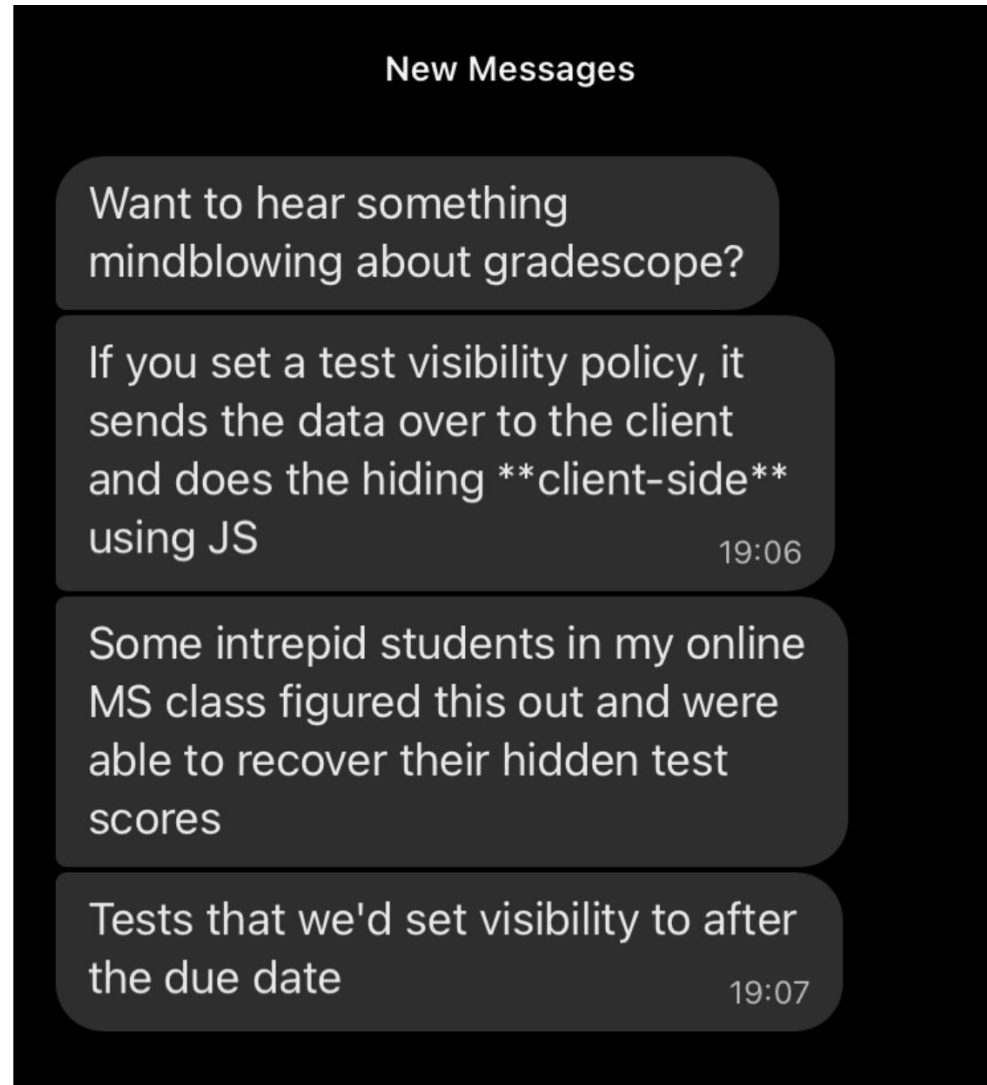 New Messages
Want to hear something
mindblowing about gradescope?
If you set a test visibility policy, it
sends the data over to the client
and does the hiding **client-side**
using JS
19:06
Some intrepid students in my online
MS class figured this out and were
able to recover their hidden test
scores
Tests that we'd set visibility to after
the due date
19:07